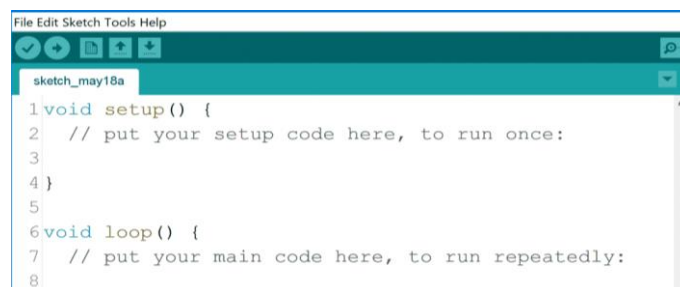 File Edit Sketch Tools Help
sketch_may18a
1 void setup() {
2 // put your setup code here, to run once:
3
4 }
5
6 void loop() {
7 // put your main code here, to run repeatedly:
8